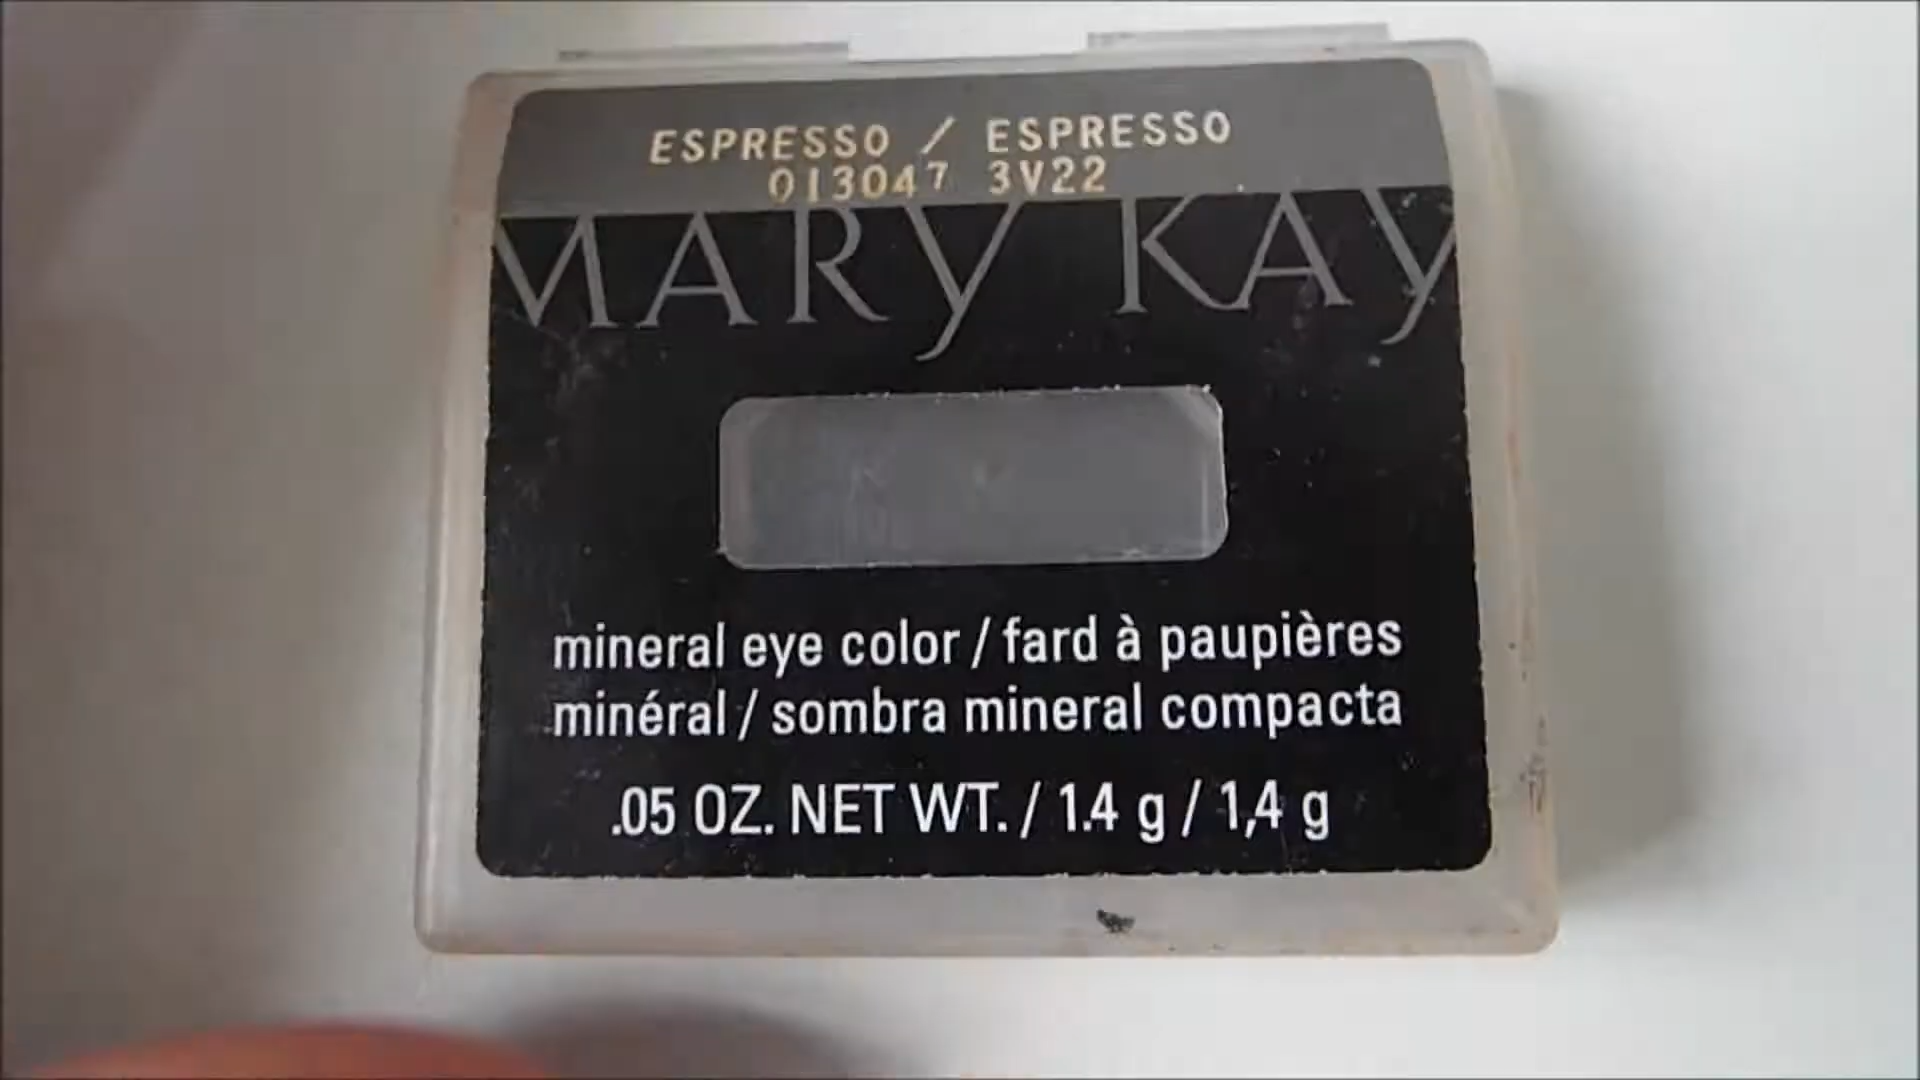 ESPRESSO / ESPRESSO
013047 3V22
MARY KAY
mineral eye color / fard à paupières
minéral / sombra mineral compacta
.05 OZ. NET WT. / 1.4 g / 1,4 g